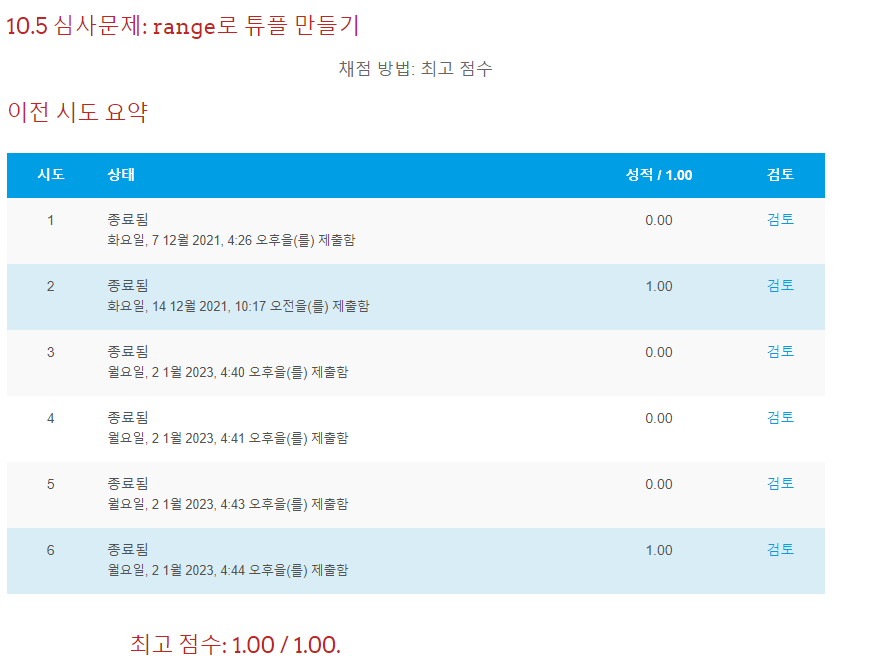 10.5 심사문제: range로 튜플 만들기
채점 방법: 최고 점수
이전 시도 요약
시도 상태 성적 / 1.00 검토
1 종료됨 0.00 검토
화요일, 7 12월 2021, 4:26 오후을(를) 제출함
2 종료됨 1.00 검토
화요일, 14 12월 2021, 10:17 오전을(를) 제출함
3 종료됨 0.00 검토
월요일, 2 1월 2023, 4:40 오후을(를) 제출함
4 종료됨 0.00 검토
월요일, 2 1월 2023, 4:41 오후을(를) 제출함
5 종료됨 0.00 검토
월요일, 2 1월 2023, 4:43 오후을(를) 제출함
6 종료됨 1.00 검토
월요일, 2 1월 2023, 4:44 오후을(를) 제출함
최고 점수: 1.00 / 1.00.